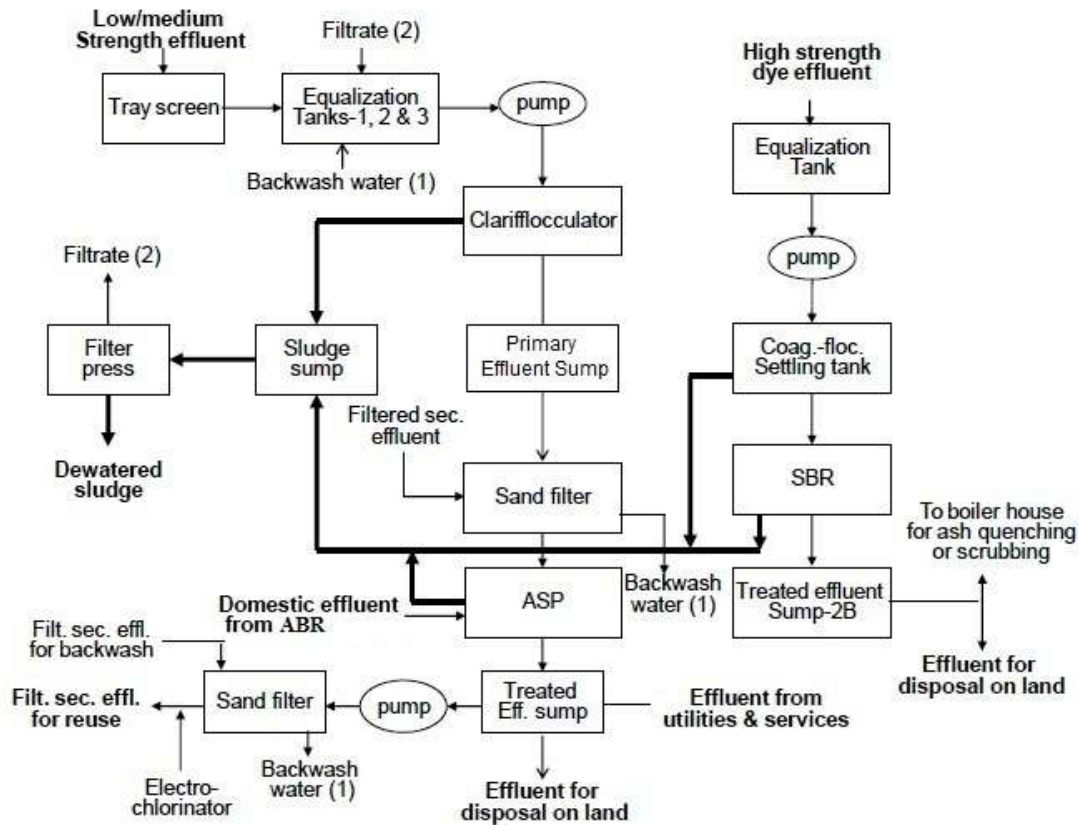 Low/medium
Strength effluent
Filtrate (2)
High strength
dye effluent
Tray screen
Equalization
Tanks-1, 2 & 3
pump
Equalization
Tank
Backwash water (1)
Clarifflocculator
Filtrate (2)
pump
Filter
press
Sludge
sump
Primary
Effluent Sump
Coag.-floc.
Settling tank
Filtered sec.
effluent
Dewatered
sludge
Sand filter
SBR
To boiler house
for ash quenching
or scrubbing
Backwash
water (1)
ASP
Treated effluent
Sump-2B
Domestic effluent
from ABR
Filt. sec. effl.
for backwash
Effluent for
disposal on land
Filt. sec. effl.
for reuse
Sand filter
pump
Treated
Eff. sump
Effluent from
utilities & services
Electro-
chlorinator
Backwash
water (1)
Effluent for
disposal on land